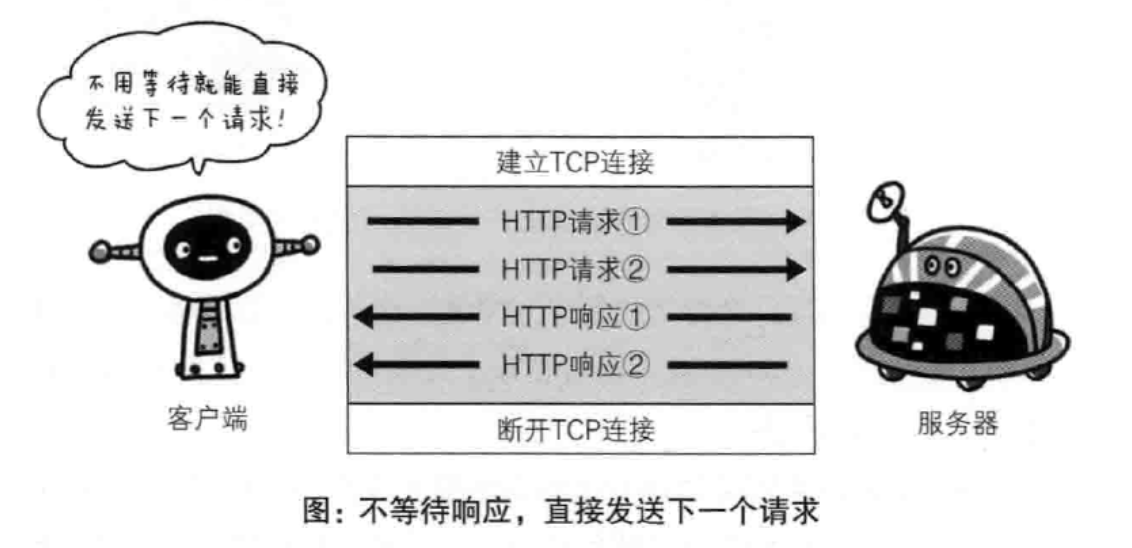 不用等待就能直接
发送下一个请求!
建立TCP连接
HTTP请求①
HTTP请求②
HTTP响应①
HTTP响应②
断开TCP连接
客户端
服务器
图：不等待响应，直接发送下一个请求